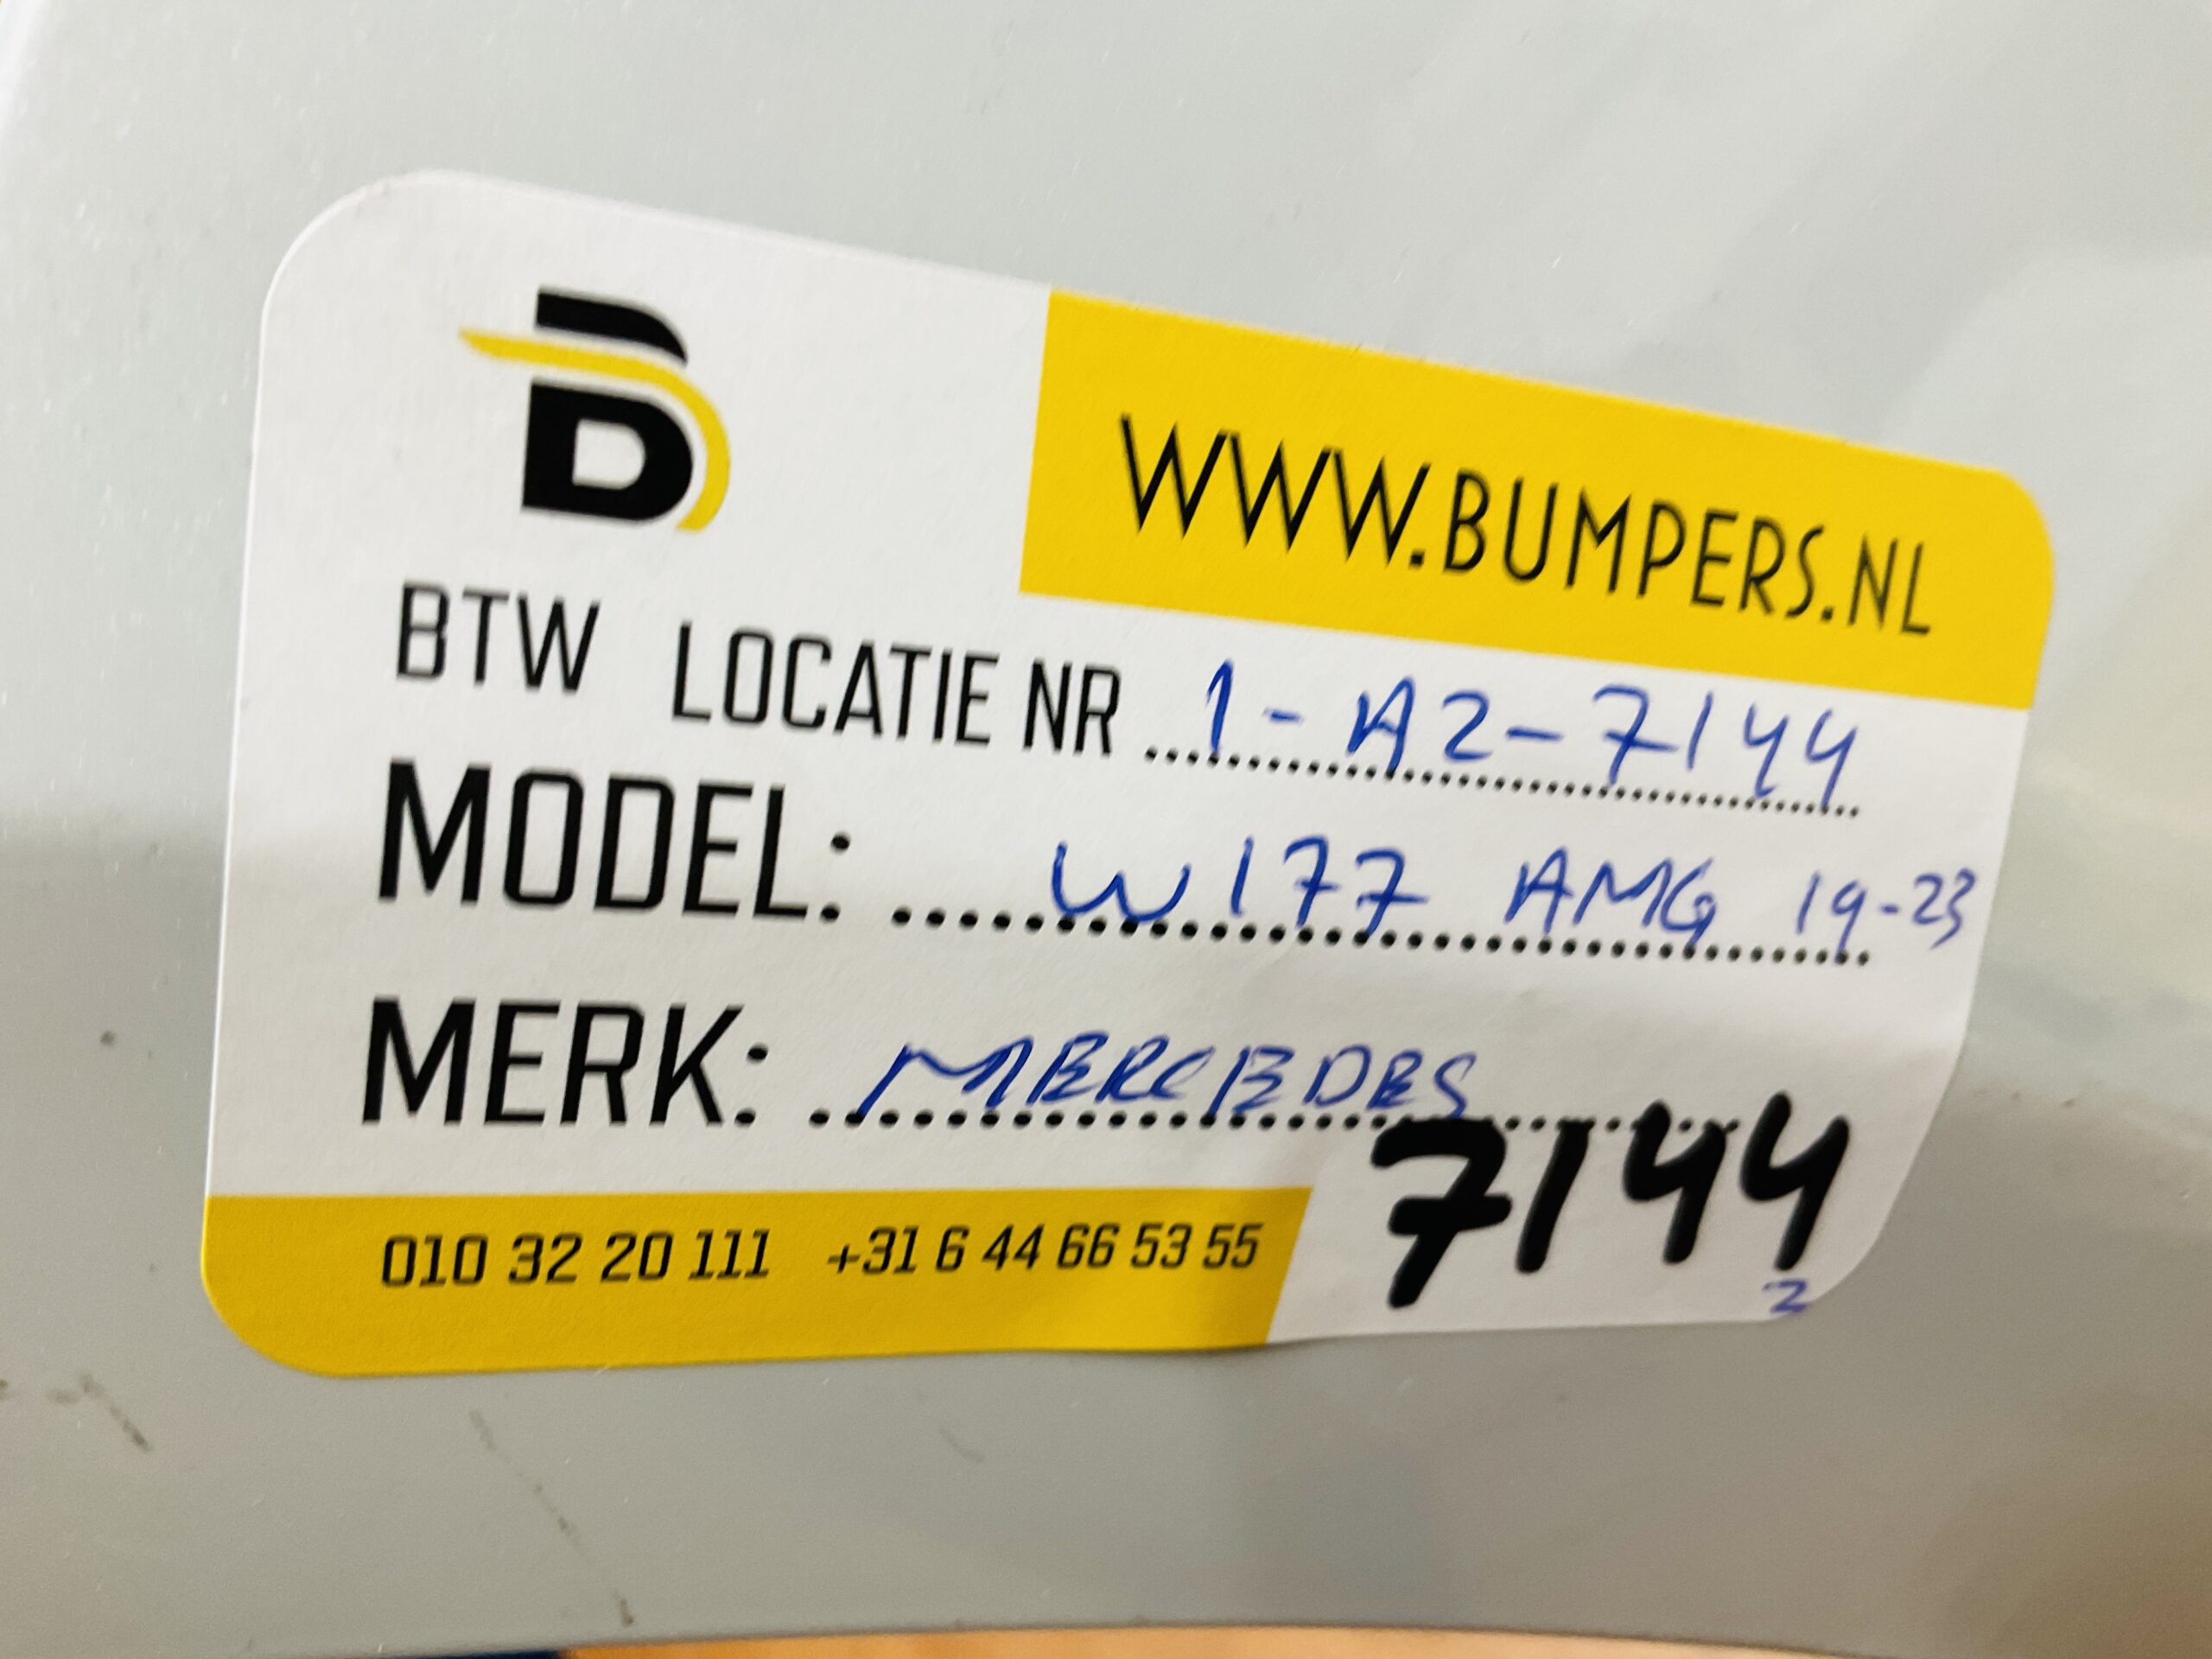 B
WWW.BUMPERS.NL
BTW LOCATIE NR 1-A2-7144
MODEL: W177 AMG 19-23
MERK: MERCEDES
7144
2
010 32 20 111 +31 6 44 66 53 55